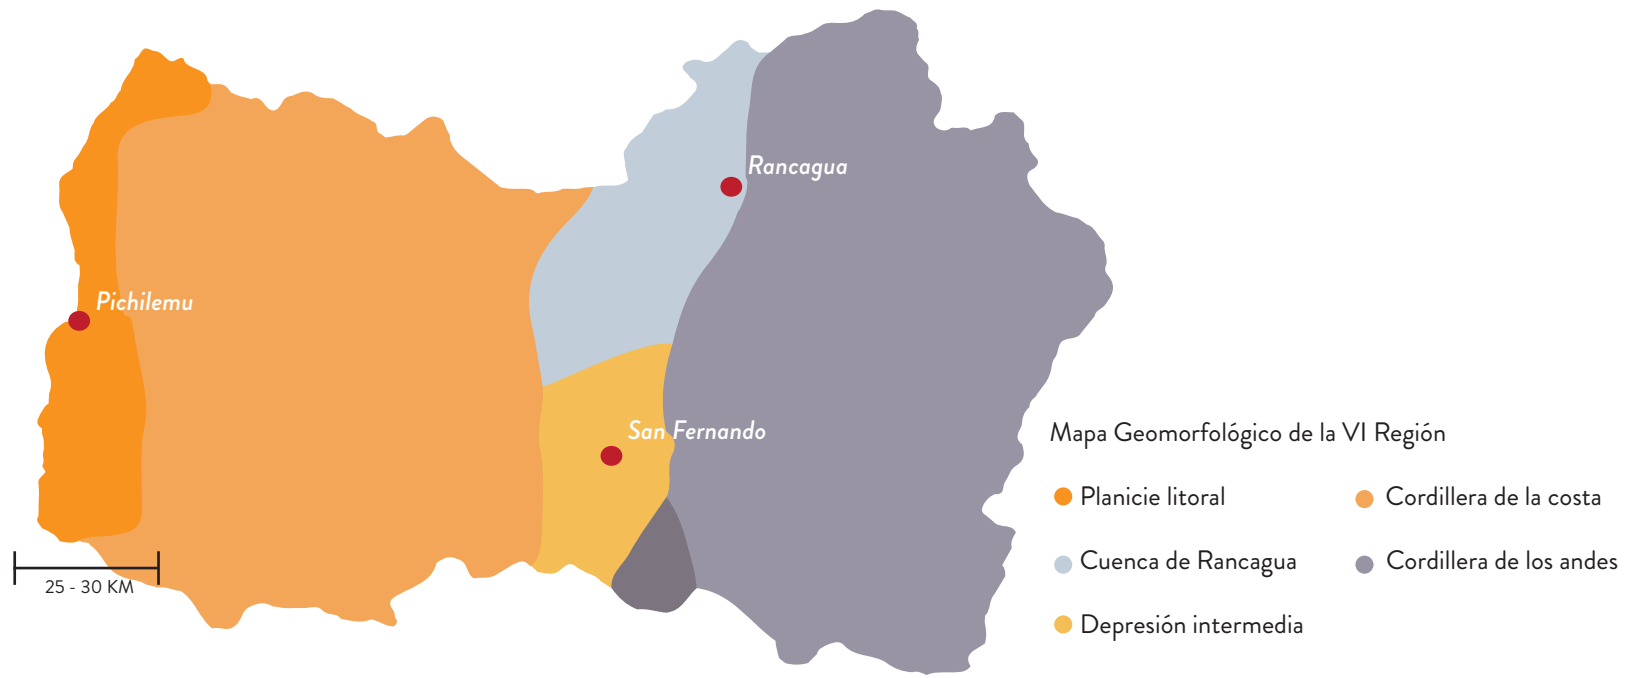 Rancagua
Pichilemu
San Fernando
25 - 30 KM
Mapa Geomorfológico de la VI Región
Planicie litoral
Cordillera de la costa
Cuenca de Rancagua
Cordillera de los andes
Depresión intermedia